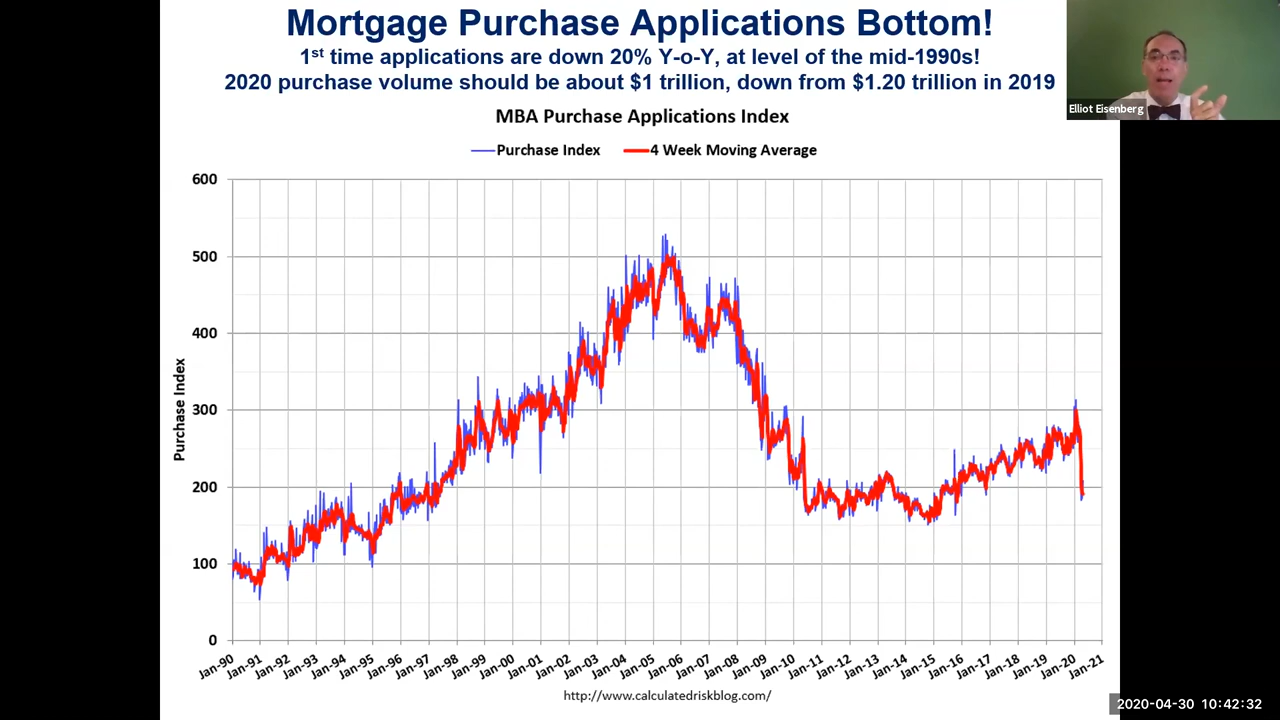 Mortgage Purchase Applications Bottom!
1st time applications are down 20% Y-o-Y, at level of the mid-1990s!
2020 purchase volume should be about $1 trillion, down from $1.20 trillion in 2019
Elliot Eisenberg
MBA Purchase Applications Index
Purchase Index 4 Week Moving Average
600
500
400
300
200
100
0
Purchase Index
Jan-90 Jan-91 Jan-92 Jan-93 Jan-94 Jan-95 Jan-96 Jan-97 Jan-98 Jan-99 Jan-00 Jan-01 Jan-02 Jan-03 Jan-04 Jan-05 Jan-06 Jan-07 Jan-08 Jan-09 Jan-10 Jan-11 Jan-12 Jan-13 Jan-14 Jan-15 Jan-16 Jan-17 Jan-18 Jan-19 Jan-20 Jan-21
http://www.calculatedriskblog.com/
2020-04-30 10:42:32